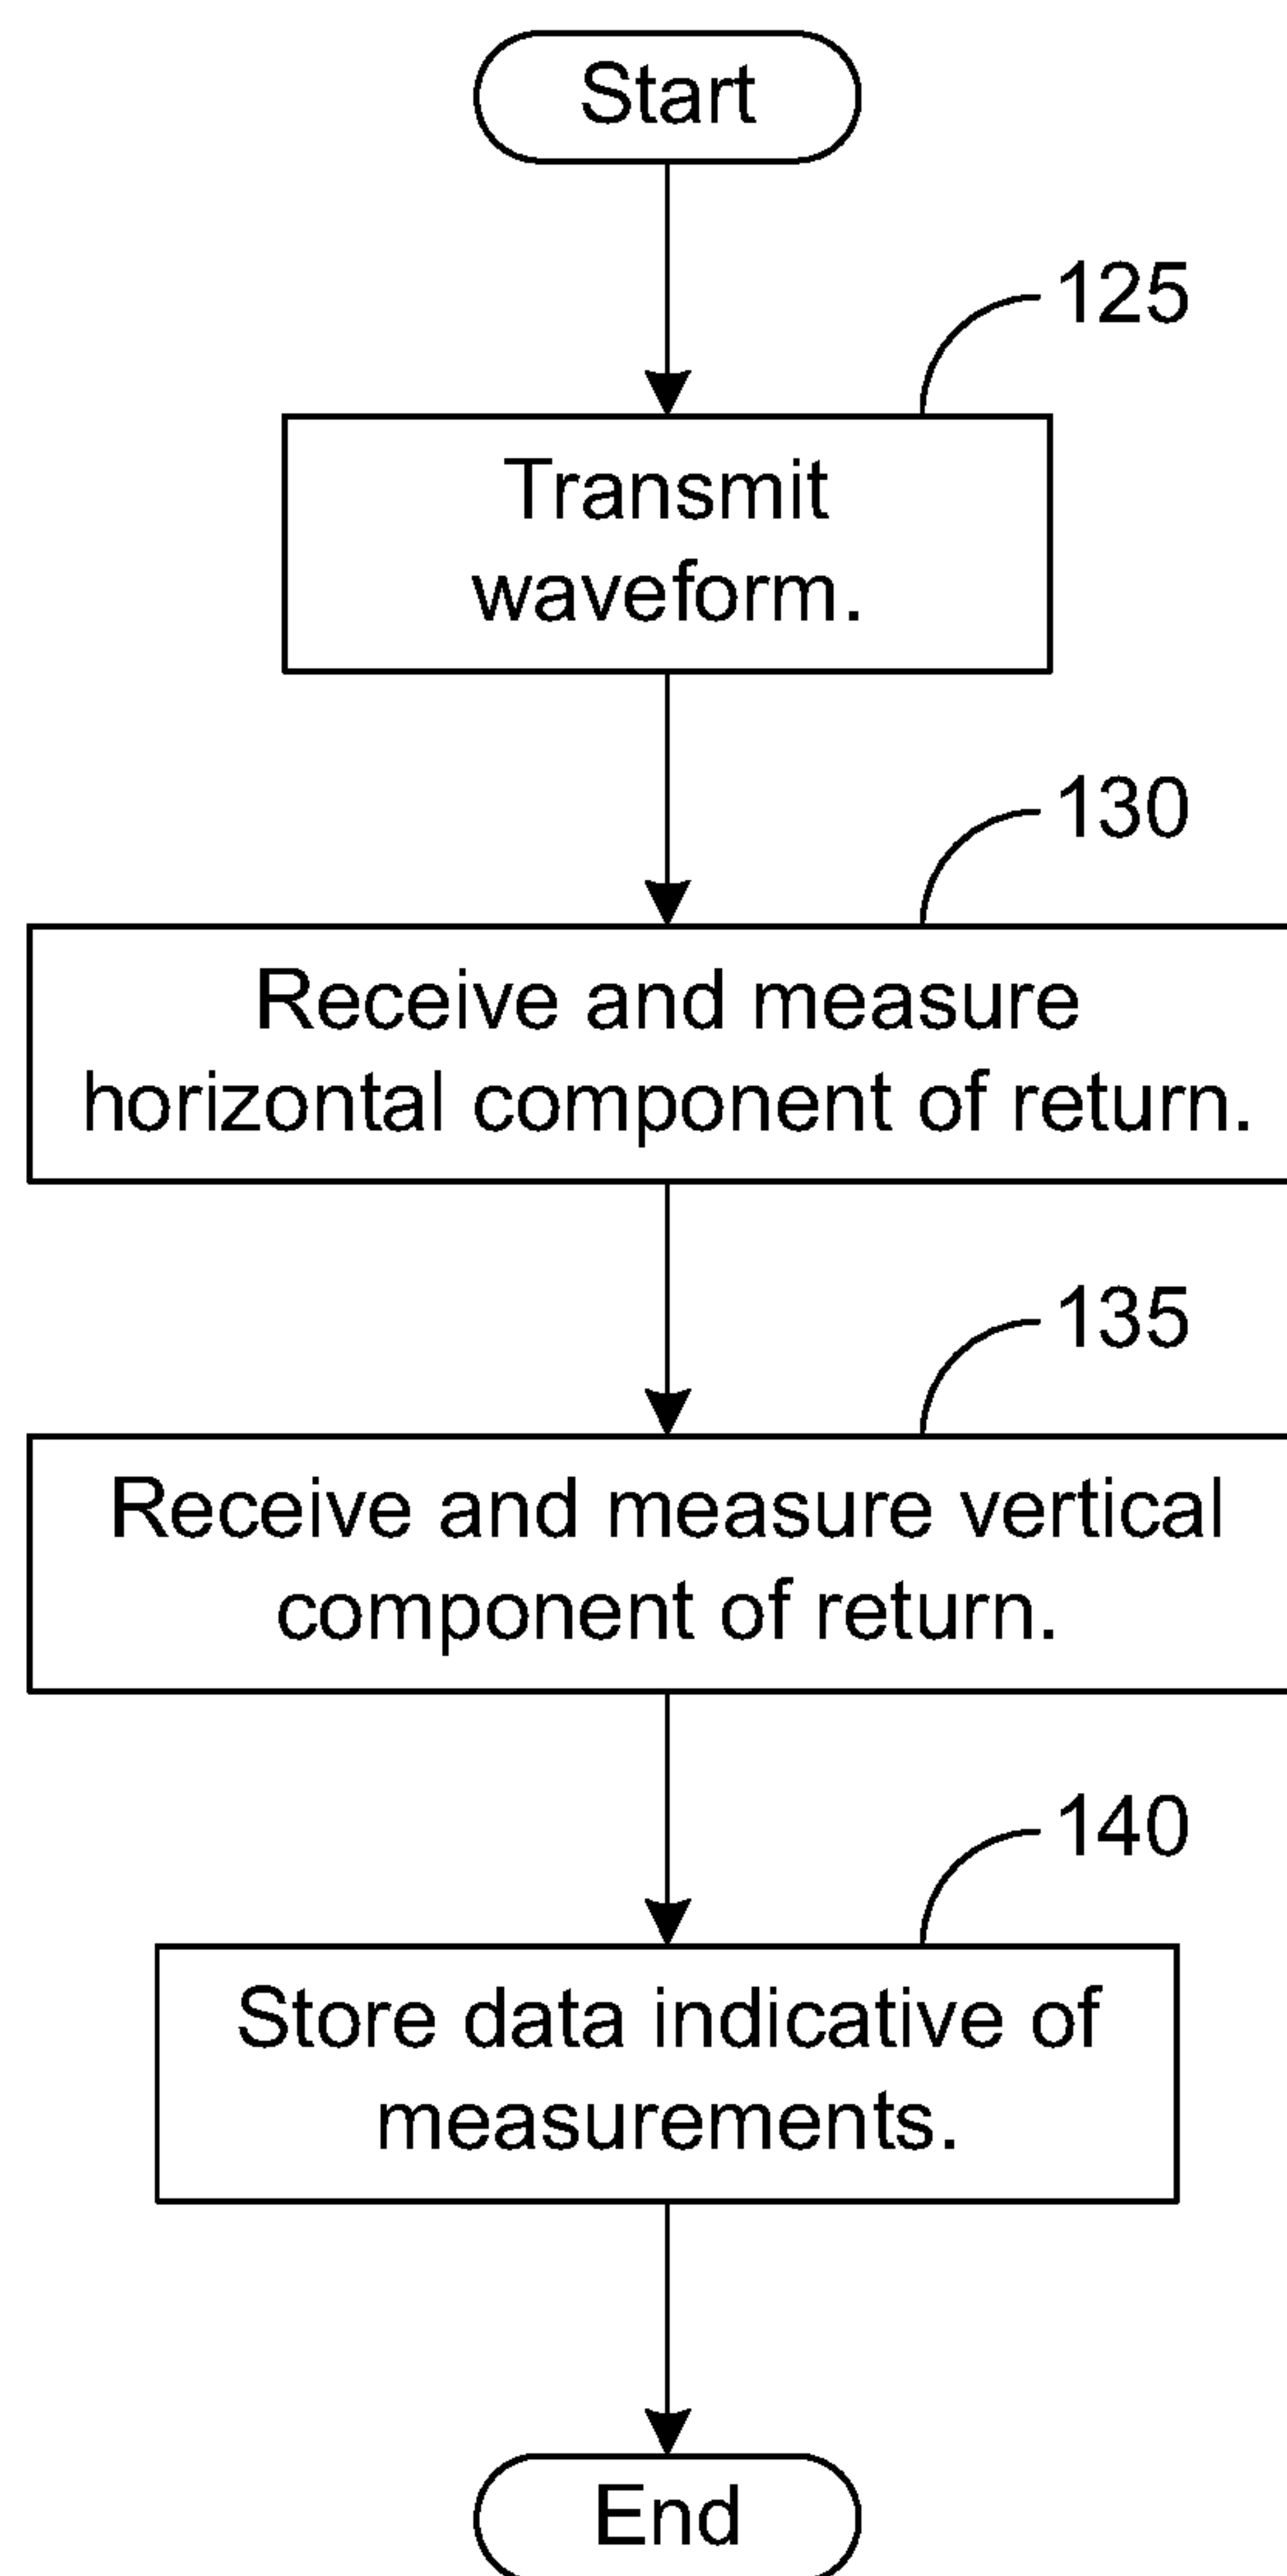 Start
125
Transmit
waveform.
130
Receive and measure
horizontal component of return.
135
Receive and measure vertical
component of return.
140
Store data indicative of
measurements.
End